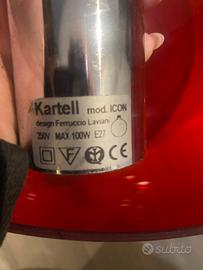 Kartell mod. ICON
design Ferruccio Laviani
250V MAX 100W E27
F CE
subito